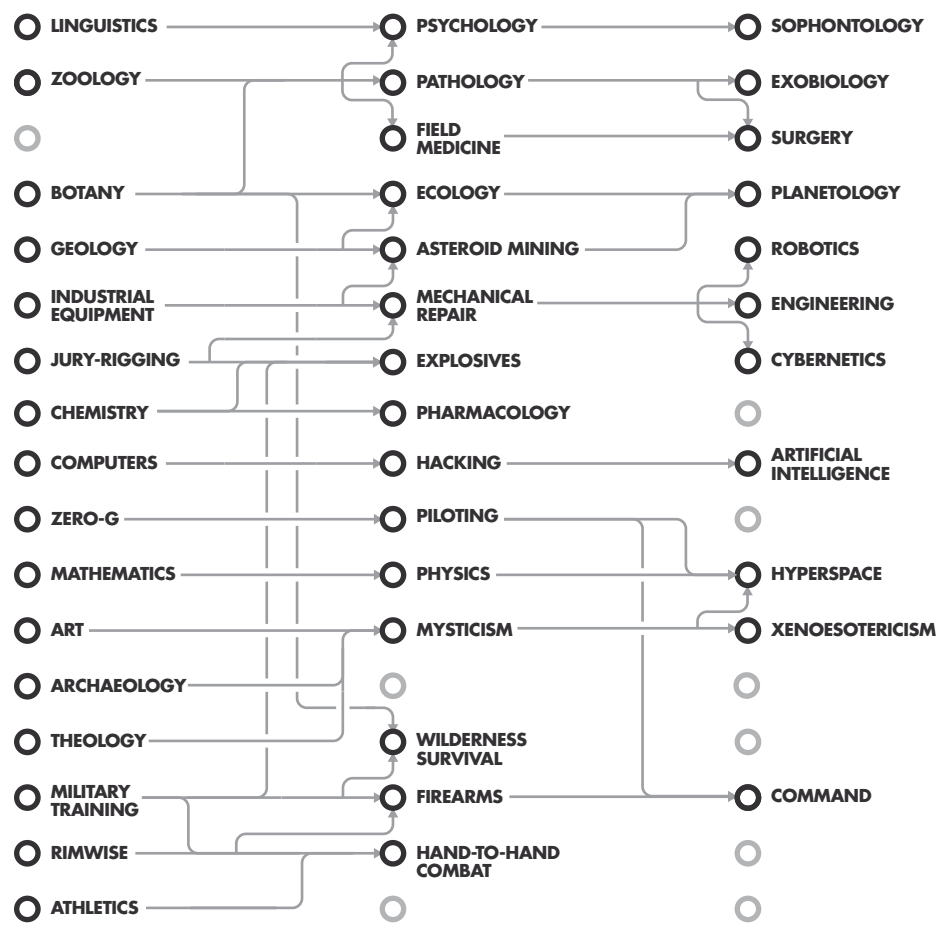 LINGUISTICS
PSYCHOLOGY
SOPHONTOLOGY
ZOOLOGY
PATHOLOGY
EXOBIOLOGY
FIELD
MEDICINE
SURGERY
BOTANY
ECOLOGY
PLANETOLOGY
GEOLOGY
ASTEROID MINING
ROBOTICS
INDUSTRIAL
EQUIPMENT
MECHANICAL
REPAIR
ENGINEERING
JURY-RIGGING
EXPLOSIVES
CYBERNETICS
CHEMISTRY
PHARMACOLOGY
COMPUTERS
HACKING
ARTIFICIAL
INTELLIGENCE
ZERO-G
PILOTING
MATHEMATICS
PHYSICS
HYPERSPACE
ART
MYSTICISM
XENOESOTERICISM
ARCHAEOLOGY
THEOLOGY
WILDERNESS
SURVIVAL
MILITARY
TRAINING
FIREARMS
COMMAND
RIMWISE
HAND-TO-HAND
COMBAT
ATHLETICS